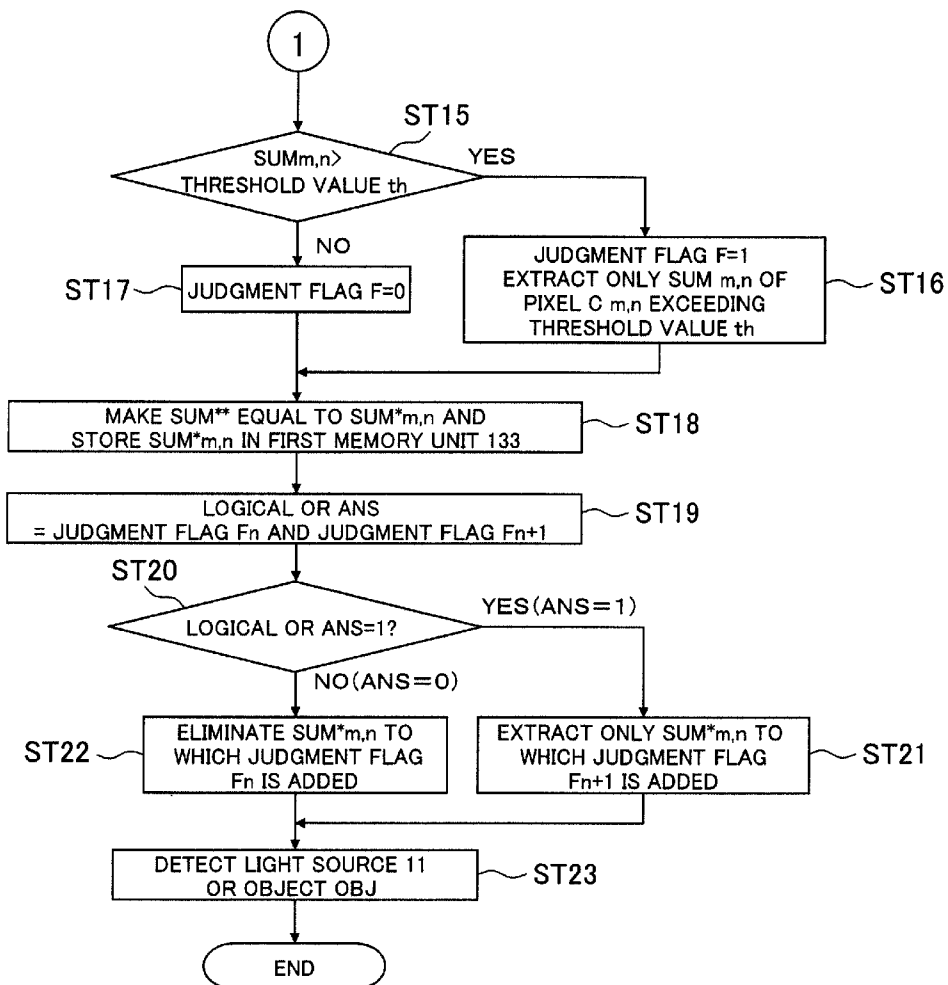 1
ST15
SUMm,n>
THRESHOLD VALUE th
YES
NO
ST17
JUDGMENT FLAG F=0
JUDGMENT FLAG F=1
EXTRACT ONLY SUM m,n OF
PIXEL C m,n EXCEEDING
THRESHOLD VALUE th
ST16
MAKE SUM** EQUAL TO SUM*m,n AND
STORE SUM*m,n IN FIRST MEMORY UNIT 133
ST18
LOGICAL OR ANS
= JUDGMENT FLAG Fn AND JUDGMENT FLAG Fn+1
ST19
ST20
LOGICAL OR ANS=1?
YES(ANS=1)
NO(ANS=0)
ST22
ELIMINATE SUM*m,n TO
WHICH JUDGMENT FLAG
Fn IS ADDED
EXTRACT ONLY SUM*m,n TO
WHICH JUDGMENT FLAG
Fn+1 IS ADDED
ST21
DETECT LIGHT SOURCE 11
OR OBJECT OBJ
ST23
END